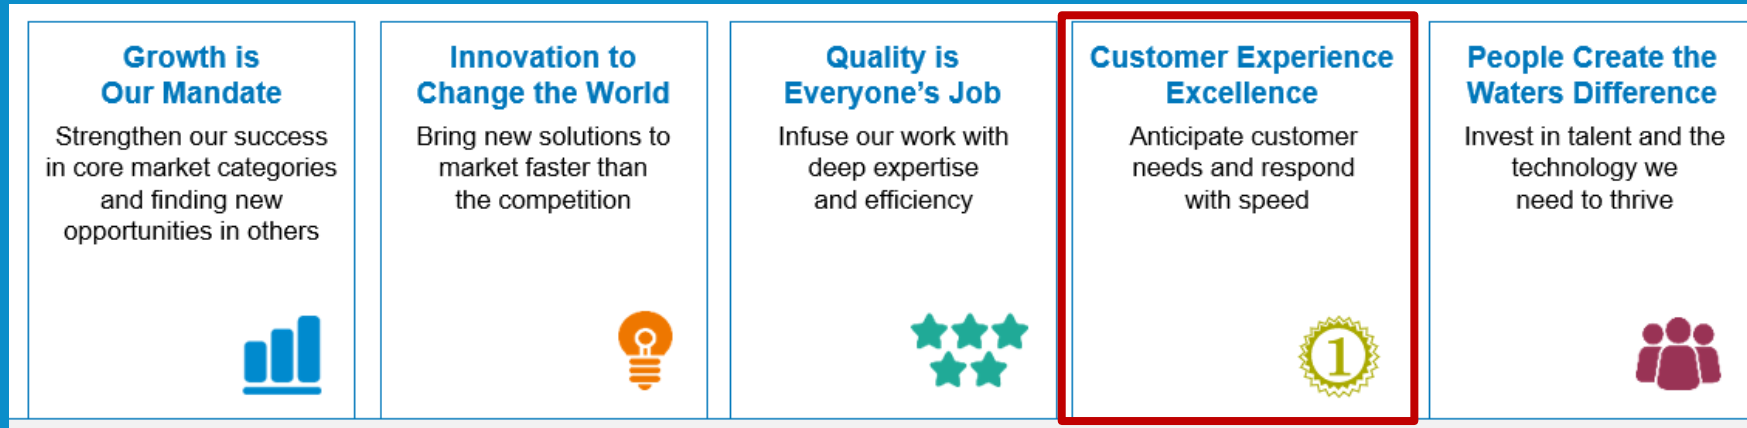 Growth is
Our Mandate
Strengthen our success
in core market categories
and finding new
opportunities in others
Innovation to
Change the World
Bring new solutions to
market faster than
the competition
Quality is
Everyone’s Job
Infuse our work with
deep expertise
and efficiency
Customer Experience
Excellence
Anticipate customer
needs and respond
with speed
1
People Create the
Waters Difference
Invest in talent and the
technology we
need to thrive